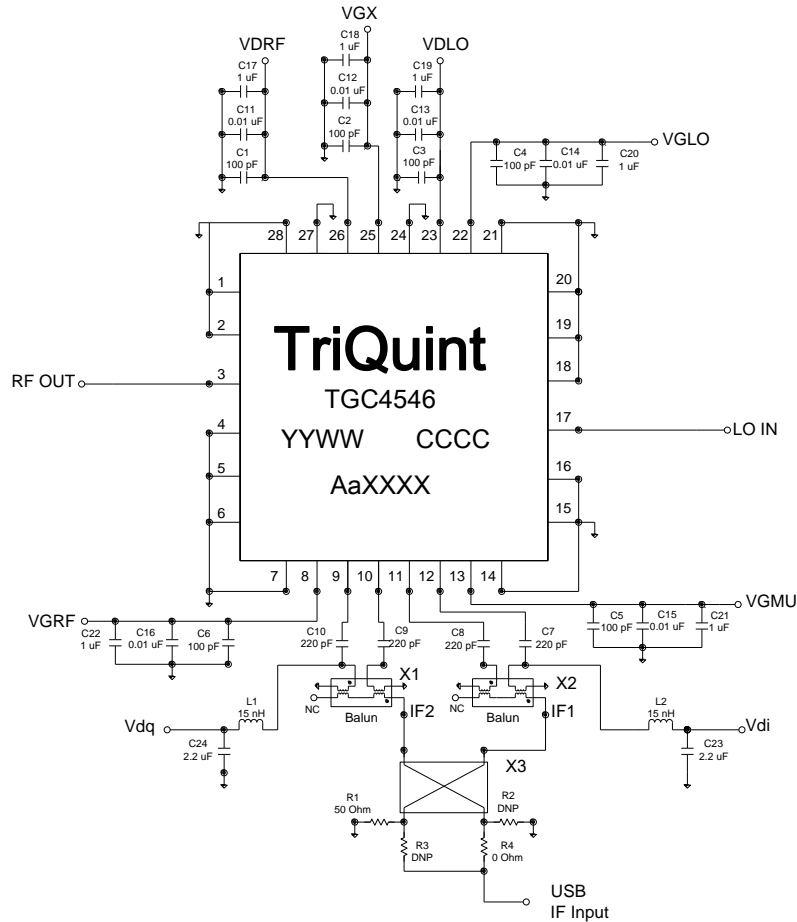 VGX
VDRF
VDLO
C18
1 uF
C17
1 uF
C19
1 uF
C12
0.01 uF
C11
0.01 uF
C13
0.01 uF
C2
100 pF
C1
100 pF
C3
100 pF
VGLO
C4
100 pF
C14
0.01 uF
C20
1 uF
28 27 26 25 24 23 22 21
1
2
3
4
5
6
20
19
18
17
16
15
RF OUT
LO IN
TriQuint
TGC4546
YYWW CCCC
AaXXXX
7 8 9 10 11 12 13 14
VGRF
C22
1 uF
C16
0.01 uF
C6
100 pF
C10
220 pF
C9
220 pF
C8
220 pF
C7
220 pF
C5
100 pF
C15
0.01 uF
C21
1 uF
VGMU
X1
NC
Balun
IF2
X2
NC
Balun
IF1
Vdq
L1
15 nH
C24
2.2 uF
L2
15 nH
Vdi
C23
2.2 uF
X3
R1
50 Ohm
R2
DNP
R3
DNP
R4
0 Ohm
USB
IF Input